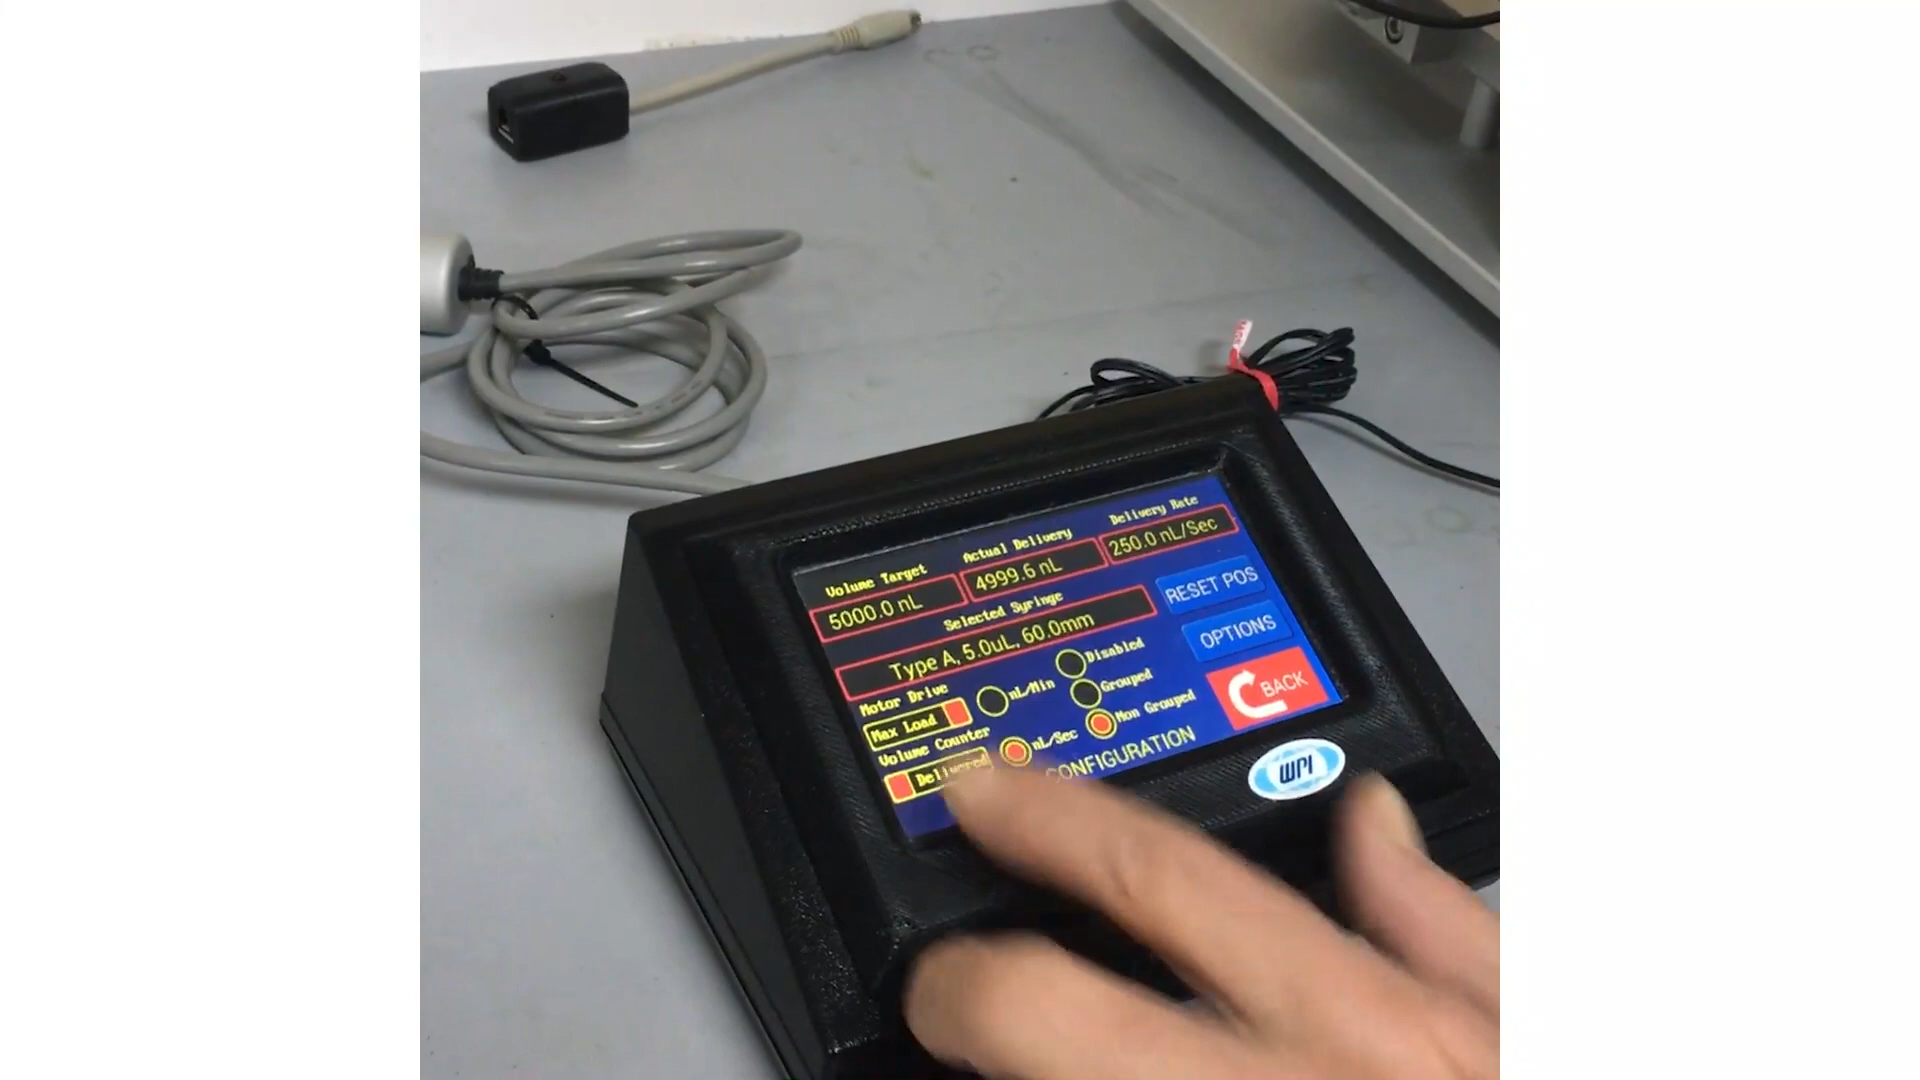 Volume Target
Actual Delivery
Delivery Rate
5000.0 nL
4999.6 nL
250.0 nL/Sec
Selected Syringe
Type A, 5.0uL, 60.0mm
RESET POS
OPTIONS
BACK
Motor Drive
Max Load
nL/Min
Disabled
Grouped
Volume Counter
Delivered
nL/Sec
Non Grouped
CONFIGURATION
WPI